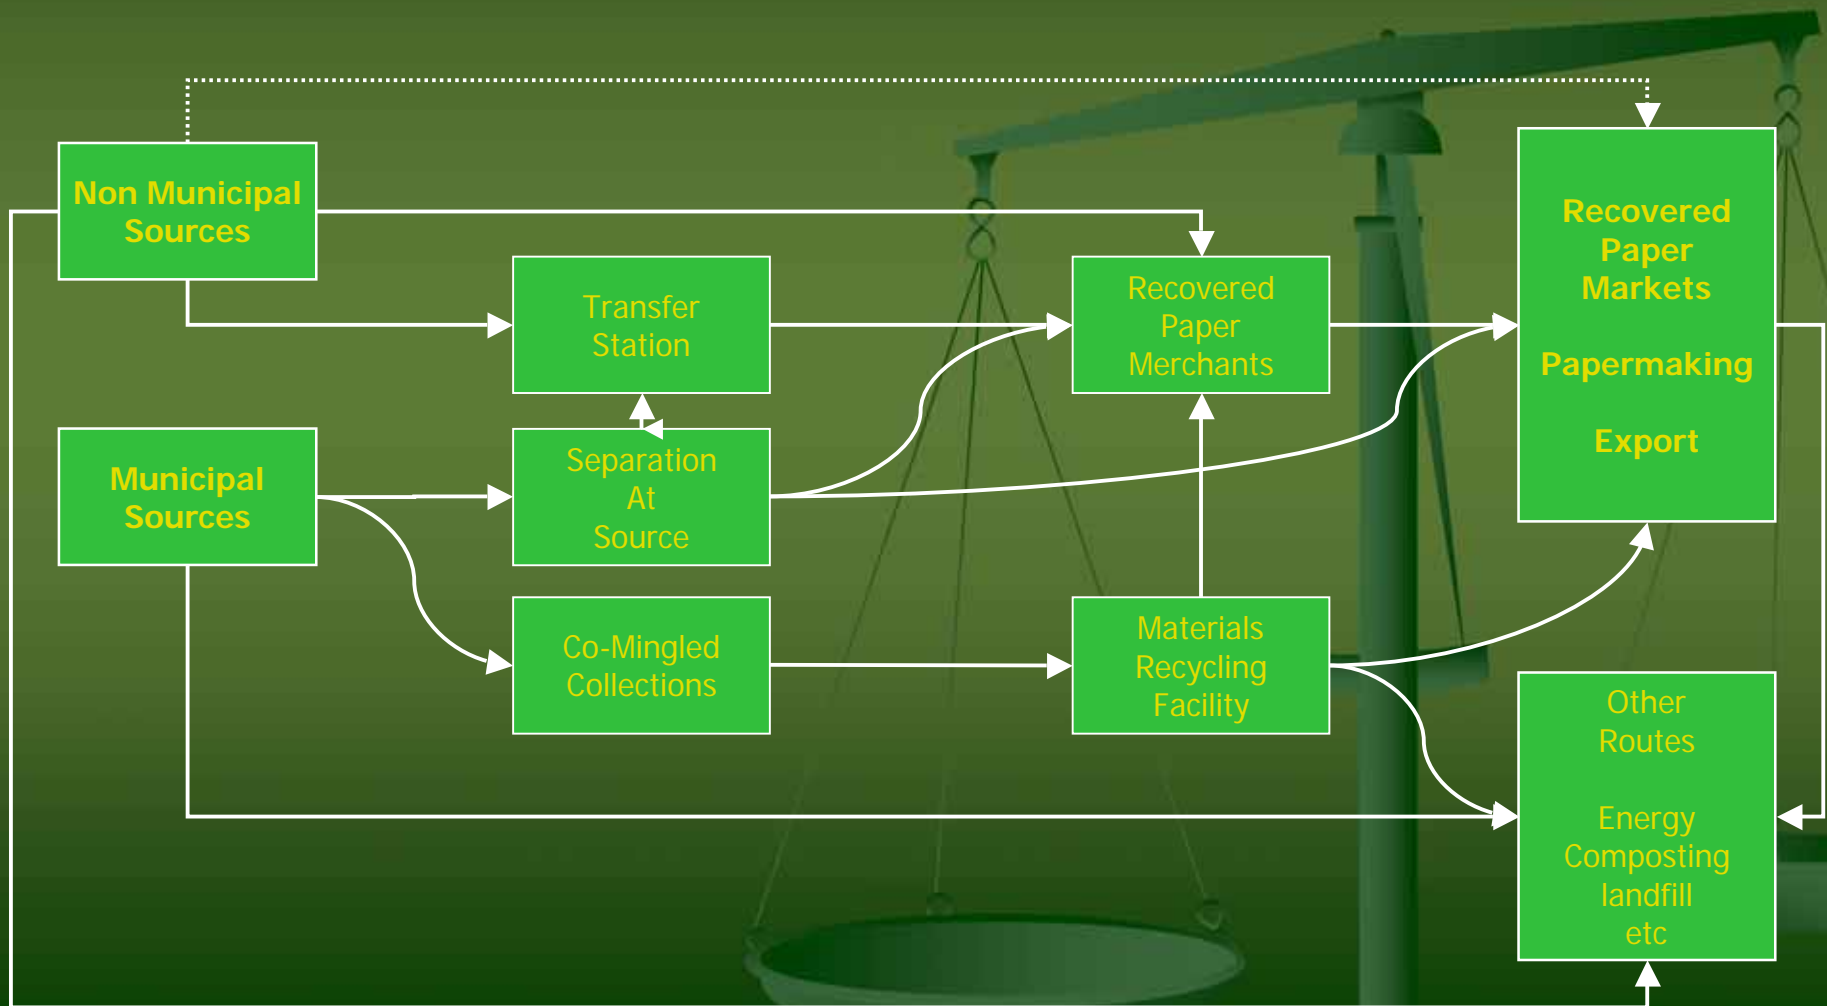 Non Municipal
Sources
Transfer
Station
Recovered
Paper
Merchants
Recovered
Paper
Markets
Papermaking
Export
Municipal
Sources
Separation
At
Source
Co-Mingled
Collections
Materials
Recycling
Facility
Other
Routes
Energy
Composting
landfill
etc